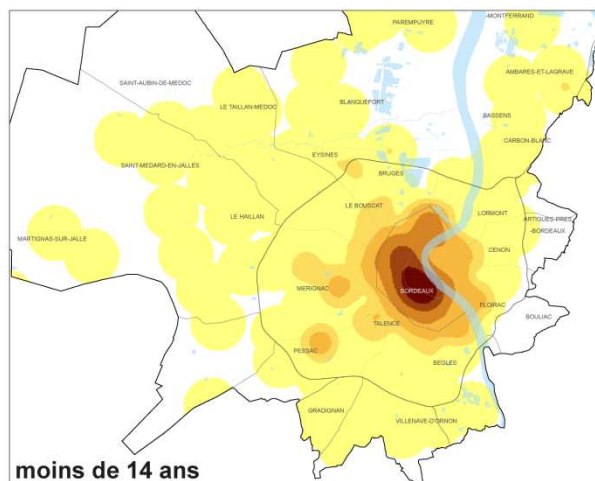 PAREMPUYRE
-MONTFERRAND
SAINT-AUBIN-DE-MEDOC
AMBARES-ET-LAGRAVE
LE TAILLAN-MEDOC
BLANQUEFORT
BASSENS
CARBON-BLANC
EYSINES
SAINT-MEDARD-EN-JALLES
BRUGES
LE BOUSCAT
LORMONT
LE HAILLAN
ARTIGUES-PRES
-BORDEAUX
MARTIGNAS-SUR-JALLE
CENON
MERIGNAC
BORDEAUX
FLOIRAC
BOULIAC
TALENCE
PESSAC
BEGLES
GRADIGNAN
VILLENAVE-D'ORNON
moins de 14 ans